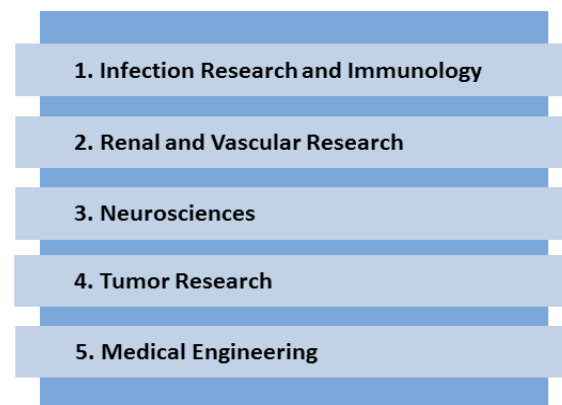 1. Infection Research and Immunology
2. Renal and Vascular Research
3. Neurosciences
4. Tumor Research
5. Medical Engineering